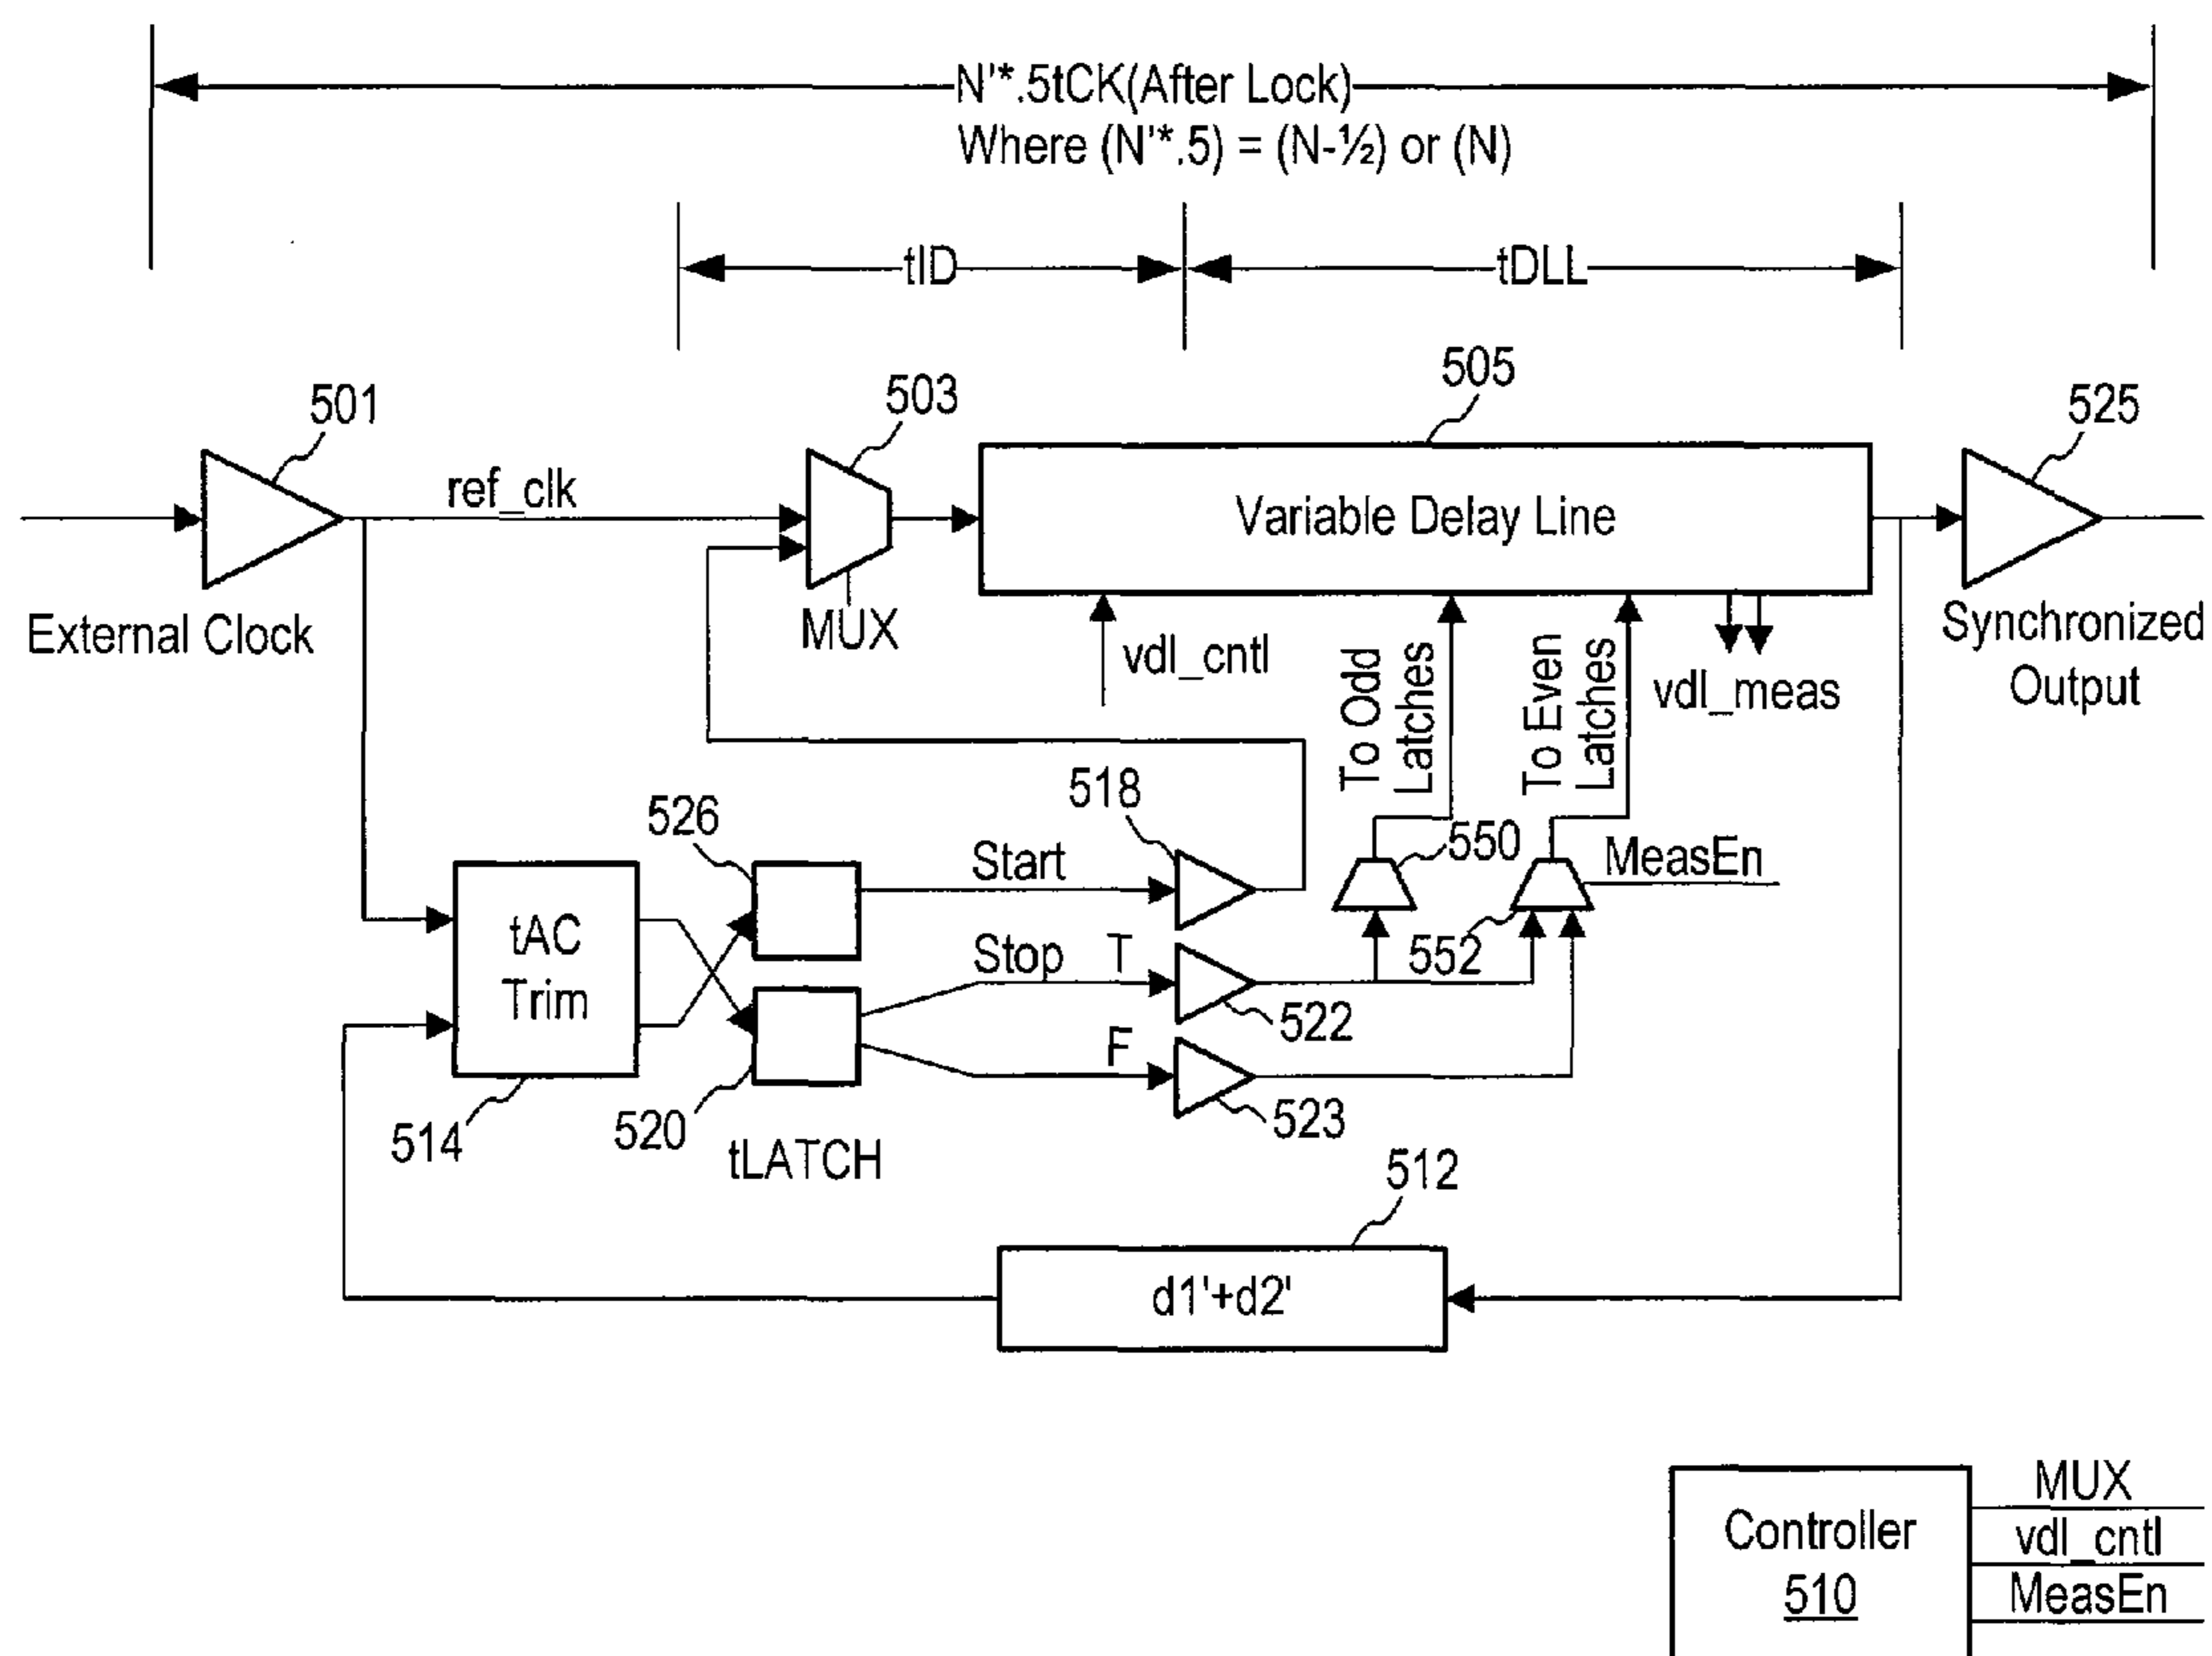 N'*.5tCK(After Lock)
Where (N'*.5) = (N-½) or (N)
tID
tDLL
501
503
505
525
ref_clk
Variable Delay Line
External Clock
MUX
vdl_cntl
To Odd
Latches
To Even
Latches
vdl_meas
Synchronized
Output
526
518
550
MeasEn
Start
tAC
Trim
Stop
T
552
522
F
514
520
523
tLATCH
512
d1'+d2'
Controller
510
MUX
vdl_cntl
MeasEn